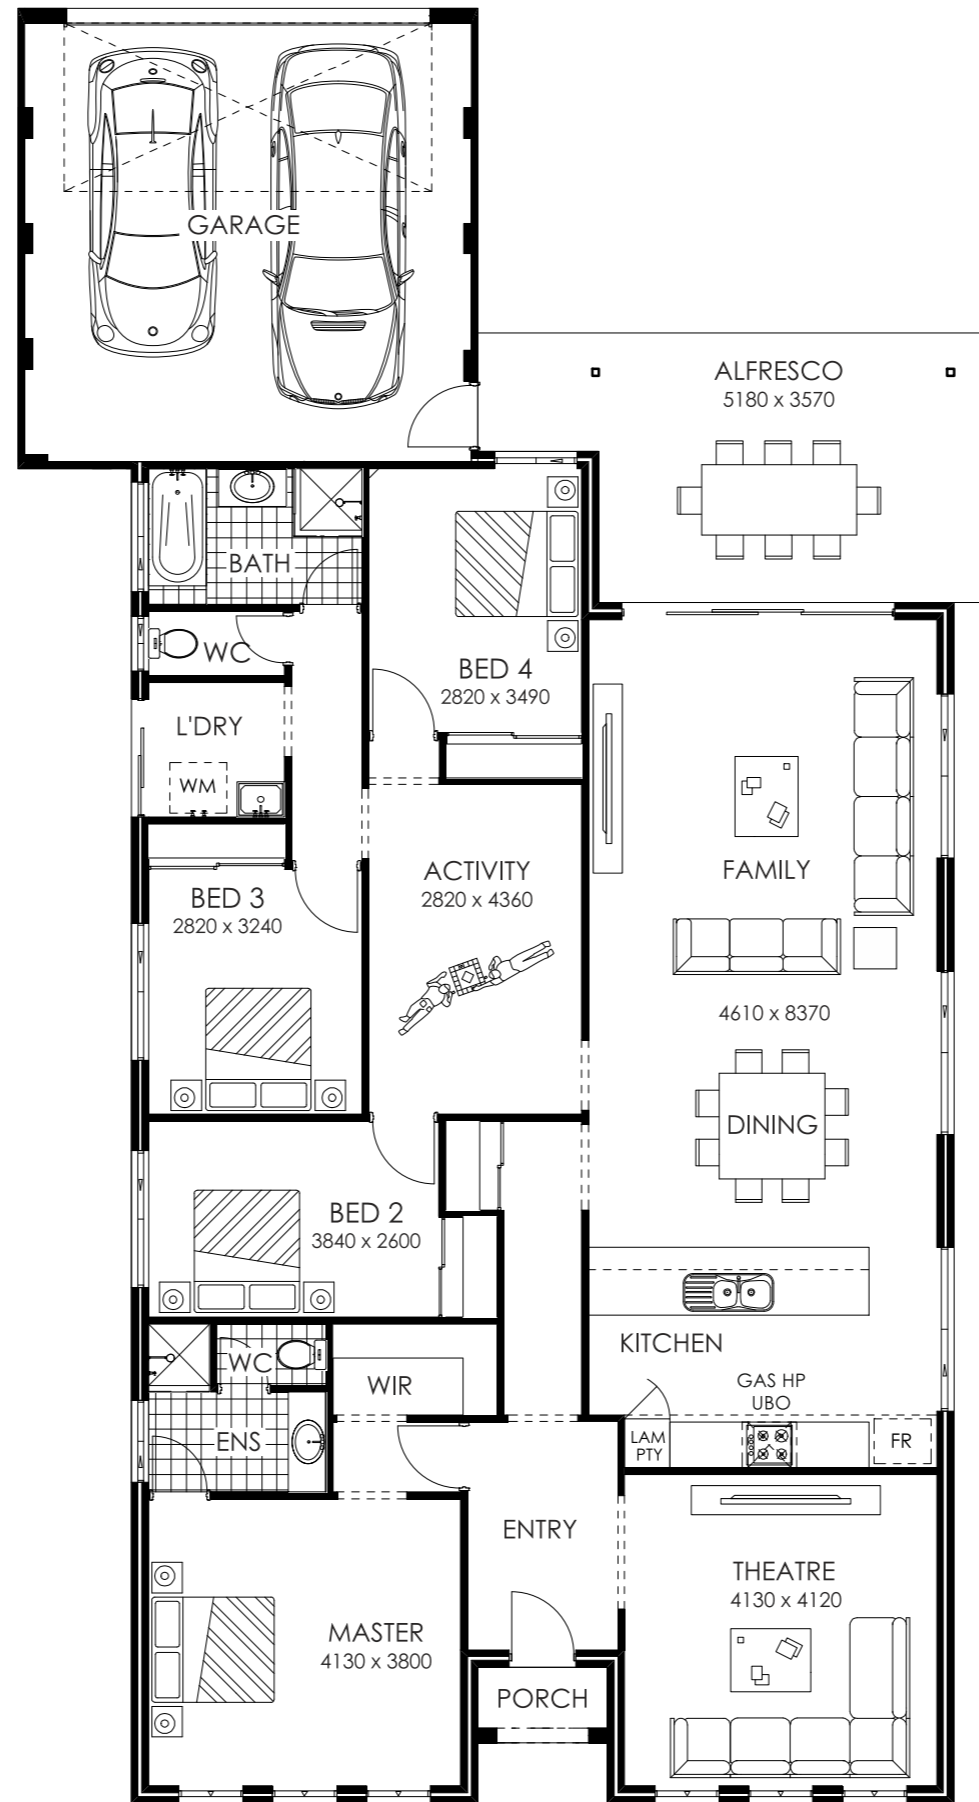 GARAGE
ALFRESCO
5180 x 3570
BATH
WC
BED 4
2820 x 3490
L'DRY
WM
ACTIVITY
2820 x 4360
FAMILY
BED 3
2820 x 3240
4610 x 8370
DINING
BED 2
3840 x 2600
KITCHEN
WC
WIR
GAS HP
UBO
ENS
LAM
PTY
FR
ENTRY
THEATRE
4130 x 4120
MASTER
4130 x 3800
PORCH